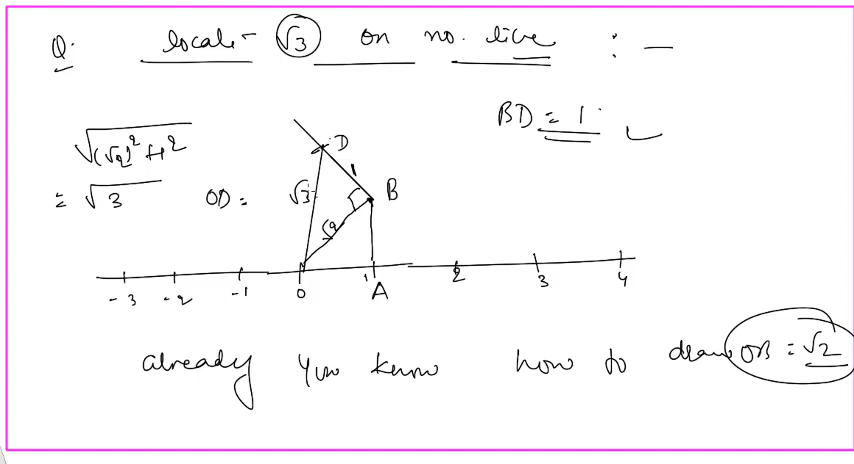 Q. locate √3 on no. line : —
BD = 1
√((√2)² + 1²)
= √3
OD =
D
1
√3
B
√2
-3 -2 -1 0 1 2 3 4
A
already you know how to draw OB = √2